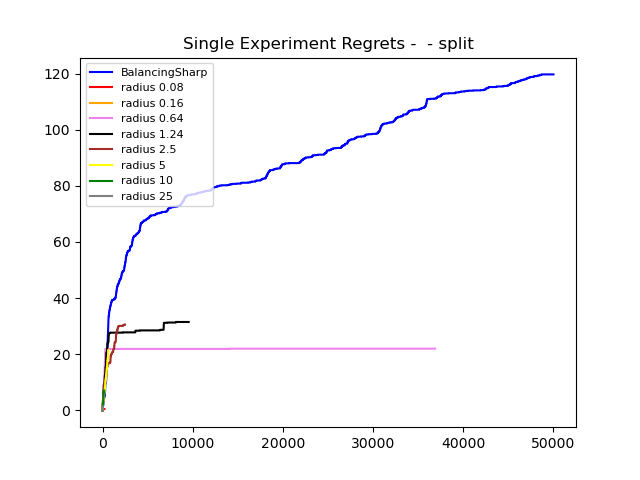 Single Experiment Regrets -  - split
BalancingSharp
radius 0.08
radius 0.16
radius 0.64
radius 1.24
radius 2.5
radius 5
radius 10
radius 25
120
100
80
60
40
20
0
0 10000 20000 30000 40000 50000